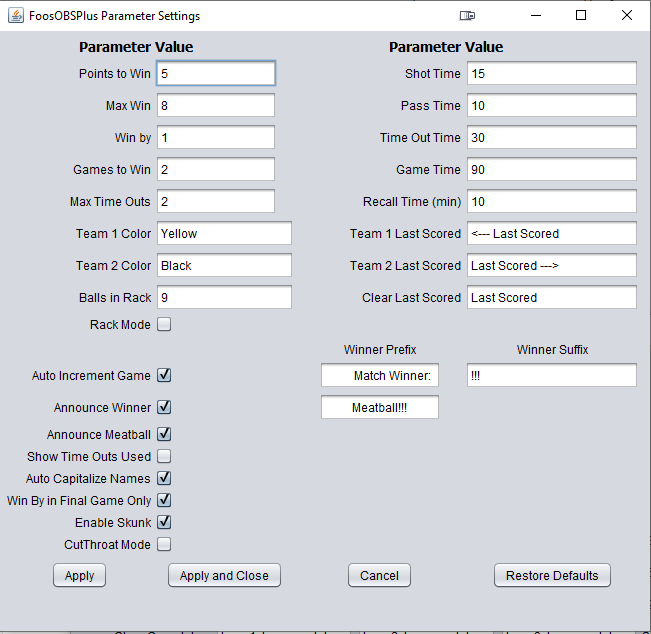 FoosOBSPlus Parameter Settings
Parameter Value Parameter Value
Points to Win 5 Shot Time 15
Max Win 8 Pass Time 10
Win by 1 Time Out Time 30
Games to Win 2 Game Time 90
Max Time Outs 2 Recall Time (min) 10
Team 1 Color Yellow Team 1 Last Scored <--- Last Scored
Team 2 Color Black Team 2 Last Scored Last Scored --->
Balls in Rack 9 Clear Last Scored Last Scored
Rack Mode
Winner Prefix Winner Suffix
Auto Increment Game Match Winner: !!!
Announce Winner Meatball!!!
Announce Meatball
Show Time Outs Used
Auto Capitalize Names
Win By in Final Game Only
Enable Skunk
CutThroat Mode
Apply Apply and Close Cancel Restore Defaults